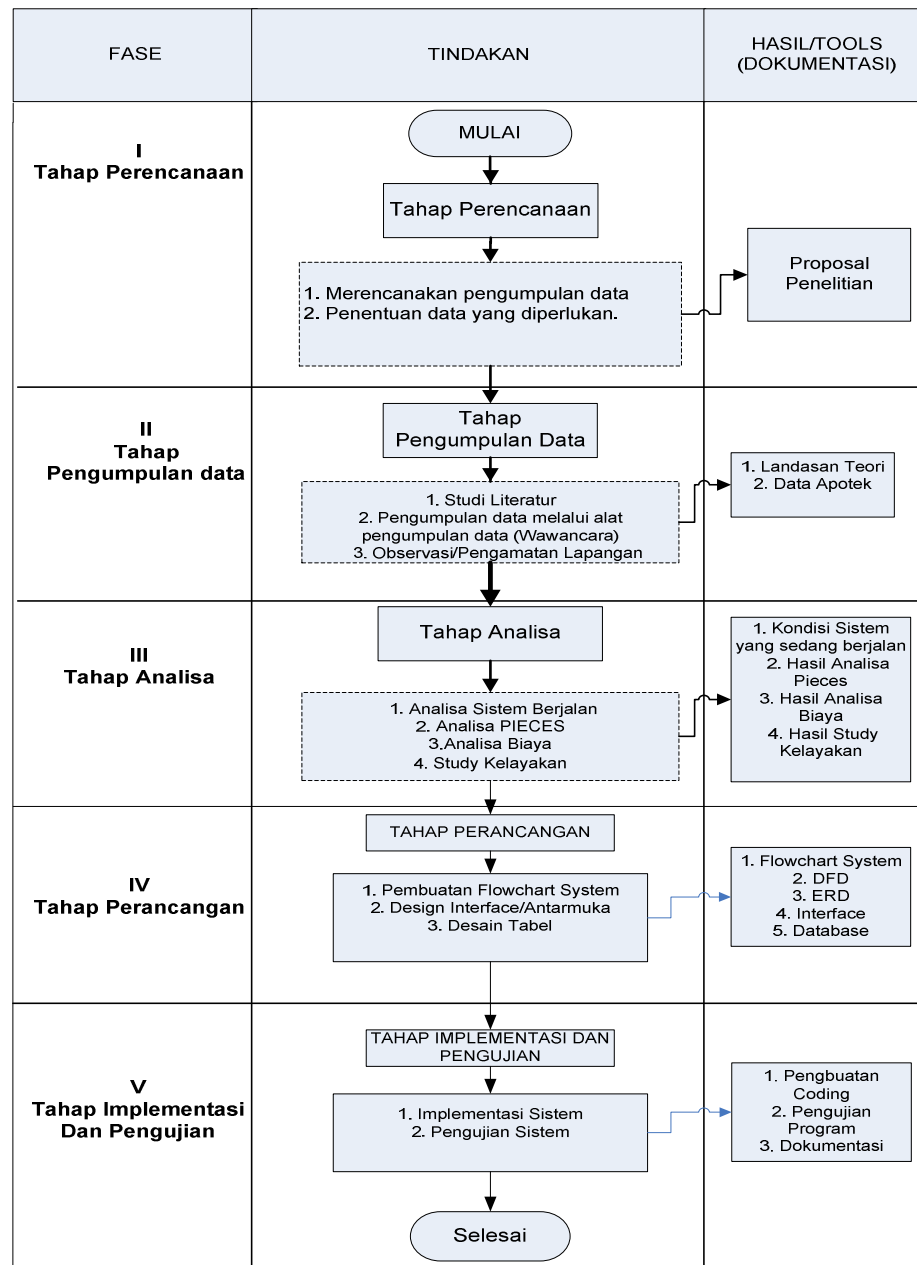 FASE
TINDAKAN
HASIL/TOOLS
(DOKUMENTASI)
I
Tahap Perencanaan
MULAI
Tahap Perencanaan
1. Merencanakan pengumpulan data
2. Penentuan data yang diperlukan.
Proposal
Penelitian
II
Tahap
Pengumpulan data
Tahap
Pengumpulan Data
1. Studi Literatur
2. Pengumpulan data melalui alat
pengumpulan data (Wawancara)
3. Observasi/Pengamatan Lapangan
1. Landasan Teori
2. Data Apotek
III
Tahap Analisa
Tahap Analisa
1. Analisa Sistem Berjalan
2. Analisa PIECES
3.Analisa Biaya
4. Study Kelayakan
1. Kondisi Sistem
yang sedang berjalan
2. Hasil Analisa
Pieces
3. Hasil Analisa
Biaya
4. Hasil Study
Kelayakan
IV
Tahap Perancangan
TAHAP PERANCANGAN
1. Pembuatan Flowchart System
2. Design Interface/Antarmuka
3. Desain Tabel
1. Flowchart System
2. DFD
3. ERD
4. Interface
5. Database
V
Tahap Implementasi
Dan Pengujian
TAHAP IMPLEMENTASI DAN
PENGUJIAN
1. Implementasi Sistem
2. Pengujian Sistem
1. Pengbuatan
Coding
2. Pengujian
Program
3. Dokumentasi
Selesai